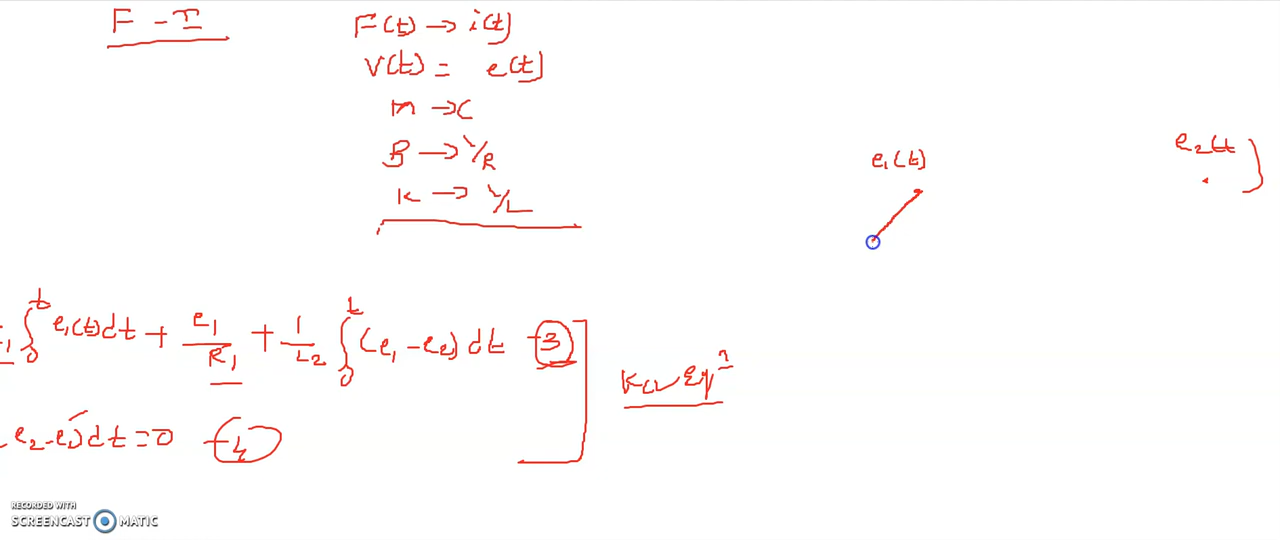 F - I
F(t) → i(t)
V(t) = e(t)
M → C
B → 1/R
K → 1/L
e₁(t)
e₂(t)
∫₀ᵗ e₁(t)dt + e₁/R₁ + 1/L₂ ∫₀ᵗ (e₁ - e₂) dt - 3
KCL Eqⁿ
e₂ - e₁) dt = 0 - 4
RECORDED WITH
SCREENCAST MATIC